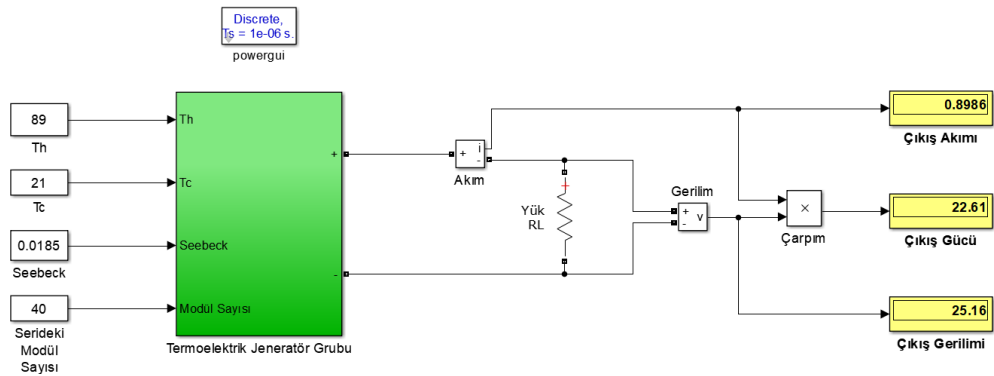 Discrete,
Ts = 1e-06 s.
powergui
89
Th
21
Tc
0.0185
Seebeck
40
Serideki
Modül
Sayısı
Th
Tc
Seebeck
Modül Sayısı
+
-
Termoelektrik Jeneratör Grubu
+
i
-
Akım
+
Yük
RL
Gerilim
+
-
v
×
Çarpım
0.8986
Çıkış Akımı
22.61
Çıkış Gücü
25.16
Çıkış Gerilimi